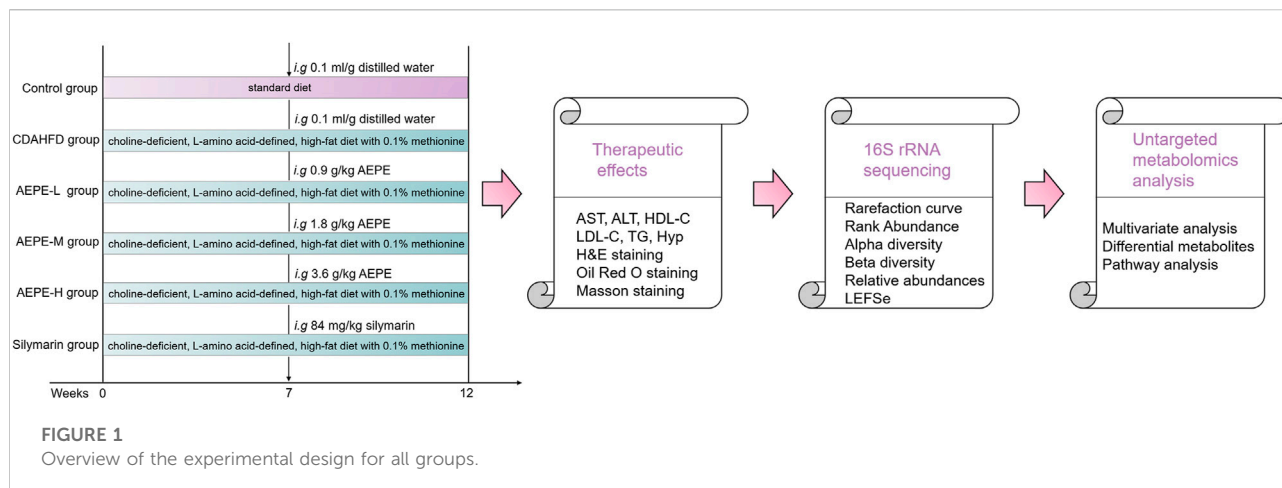 i.g 0.1 ml/g distilled water
Control group
standard diet
i.g 0.1 ml/g distilled water
CDAHFD group
choline-deficient, L-amino acid-defined, high-fat diet with 0.1% methionine
i.g 0.9 g/kg AEPE
AEPE-L group
choline-deficient, L-amino acid-defined, high-fat diet with 0.1% methionine
i.g 1.8 g/kg AEPE
AEPE-M group
choline-deficient, L-amino acid-defined, high-fat diet with 0.1% methionine
i.g 3.6 g/kg AEPE
AEPE-H group
choline-deficient, L-amino acid-defined, high-fat diet with 0.1% methionine
i.g 84 mg/kg silymarin
Silymarin group
choline-deficient, L-amino acid-defined, high-fat diet with 0.1% methionine
Weeks 0 7 12
Therapeutic
effects
AST, ALT, HDL-C
LDL-C, TG, Hyp
H&E staining
Oil Red O staining
Masson staining
16S rRNA
sequencing
Rarefaction curve
Rank Abundance
Alpha diversity
Beta diversity
Relative abundances
LEFSe
Untargeted
metabolomics
analysis
Multivariate analysis
Differential metabolites
Pathway analysis
FIGURE 1
Overview of the experimental design for all groups.